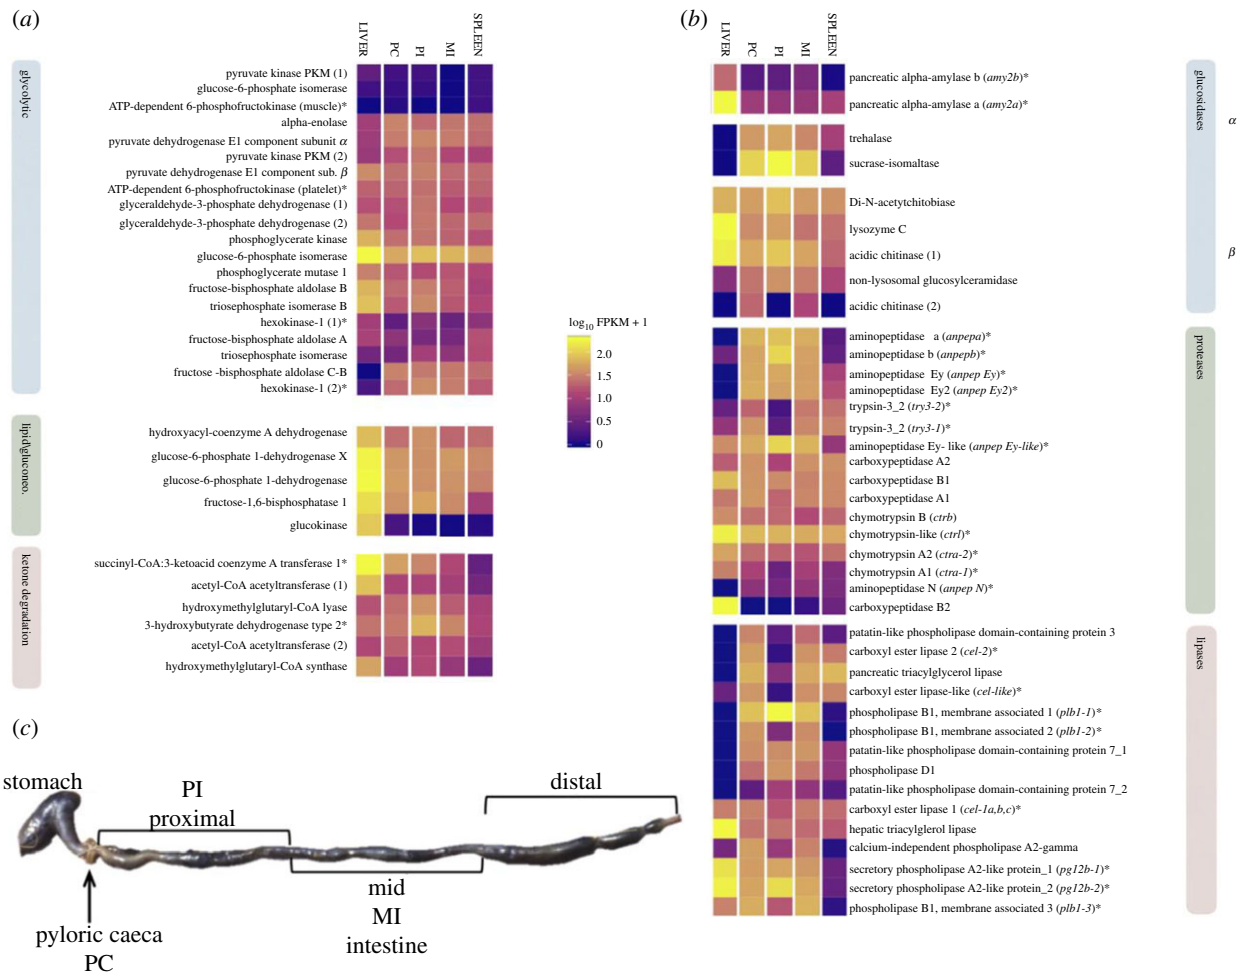 (a)
LIVER
PC
PI
MI
SPLEEN
glycolytic
pyruvate kinase PKM (1)
glucose-6-phosphate isomerase
ATP-dependent 6-phosphofructokinase (muscle)*
alpha-enolase
pyruvate dehydrogenase E1 component subunit α
pyruvate kinase PKM (2)
pyruvate dehydrogenase E1 component sub. β
ATP-dependent 6-phosphofructokinase (platelet)*
glyceraldehyde-3-phosphate dehydrogenase (1)
glyceraldehyde-3-phosphate dehydrogenase (2)
phosphoglycerate kinase
glucose-6-phosphate isomerase
phosphoglycerate mutase 1
fructose-bisphosphate aldolase B
triosephosphate isomerase B
hexokinase-1 (1)*
fructose-bisphosphate aldolase A
triosephosphate isomerase
fructose -bisphosphate aldolase C-B
hexokinase-1 (2)*
lipid\gluconeo.
hydroxyacyl-coenzyme A dehydrogenase
glucose-6-phosphate 1-dehydrogenase X
glucose-6-phosphate 1-dehydrogenase
fructose-1,6-bisphosphatase 1
glucokinase
ketone degradation
succinyl-CoA:3-ketoacid coenzyme A transferase 1*
acetyl-CoA acetyltransferase (1)
hydroxymethylglutaryl-CoA lyase
3-hydroxybutyrate dehydrogenase type 2*
acetyl-CoA acetyltransferase (2)
hydroxymethylglutaryl-CoA synthase
log10 FPKM + 1
2.0
1.5
1.0
0.5
0
(b)
LIVER
PC
PI
MI
SPLEEN
glucosidases
α
β
pancreatic alpha-amylase b (amy2b)*
pancreatic alpha-amylase a (amy2a)*
trehalase
sucrase-isomaltase
Di-N-acetytchitobiase
lysozyme C
acidic chitinase (1)
non-lysosomal glucosylceramidase
acidic chitinase (2)
proteases
aminopeptidase a (anpepa)*
aminopeptidase b (anpepb)*
aminopeptidase Ey (anpep Ey)*
aminopeptidase Ey2 (anpep Ey2)*
trypsin-3_2 (try3-2)*
trypsin-3_2 (try3-1)*
aminopeptidase Ey- like (anpep Ey-like)*
carboxypeptidase A2
carboxypeptidase B1
carboxypeptidase A1
chymotrypsin B (ctrb)
chymotrypsin-like (ctrl)*
chymotrypsin A2 (ctra-2)*
chymotrypsin A1 (ctra-1)*
aminopeptidase N (anpep N)*
carboxypeptidase B2
lipases
patatin-like phospholipase domain-containing protein 3
carboxyl ester lipase 2 (cel-2)*
pancreatic triacylglycerol lipase
carboxyl ester lipase-like (cel-like)*
phospholipase B1, membrane associated 1 (plb1-1)*
phospholipase B1, membrane associated 2 (plb1-2)*
patatin-like phospholipase domain-containing protein 7_1
phospholipase D1
patatin-like phospholipase domain-containing protein 7_2
carboxyl ester lipase 1 (cel-1a,b,c)*
hepatic triacylglerol lipase
calcium-independent phospholipase A2-gamma
secretory phospholipase A2-like protein_1 (pg12b-1)*
secretory phospholipase A2-like protein_2 (pg12b-2)*
phospholipase B1, membrane associated 3 (plb1-3)*
(c)
stomach
PI
proximal
distal
mid
MI
intestine
pyloric caeca
PC